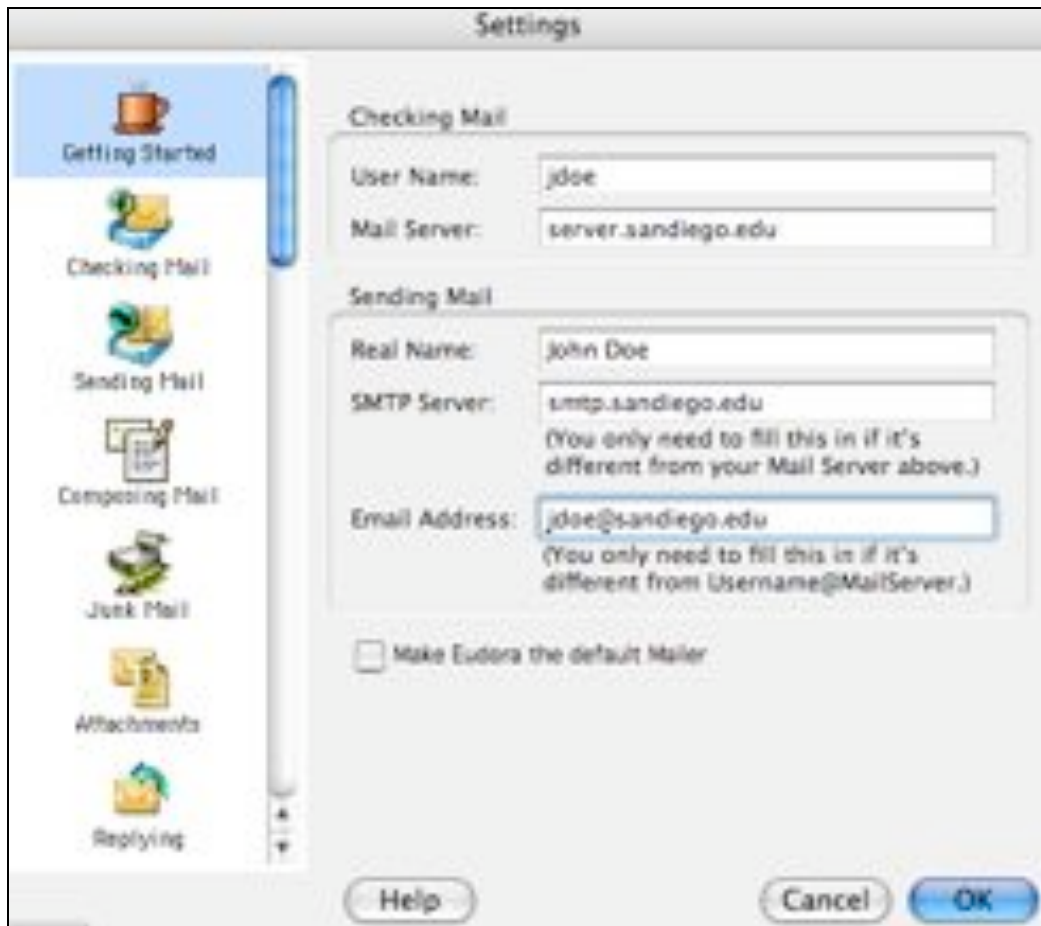 Settings
Getting Started
Checking Mail
Sending Mail
Composing Mail
Junk Mail
Attachments
Replying
Checking Mail
User Name: jdoe
Mail Server: server.sandiego.edu
Sending Mail
Real Name: John Doe
SMTP Server: smtp.sandiego.edu
(You only need to fill this in if it's
different from your Mail Server above.)
Email Address: jdoe@sandiego.edu
(You only need to fill this in if it's
different from Username@MailServer.)
Make Eudora the default Mailer
Help
Cancel
OK